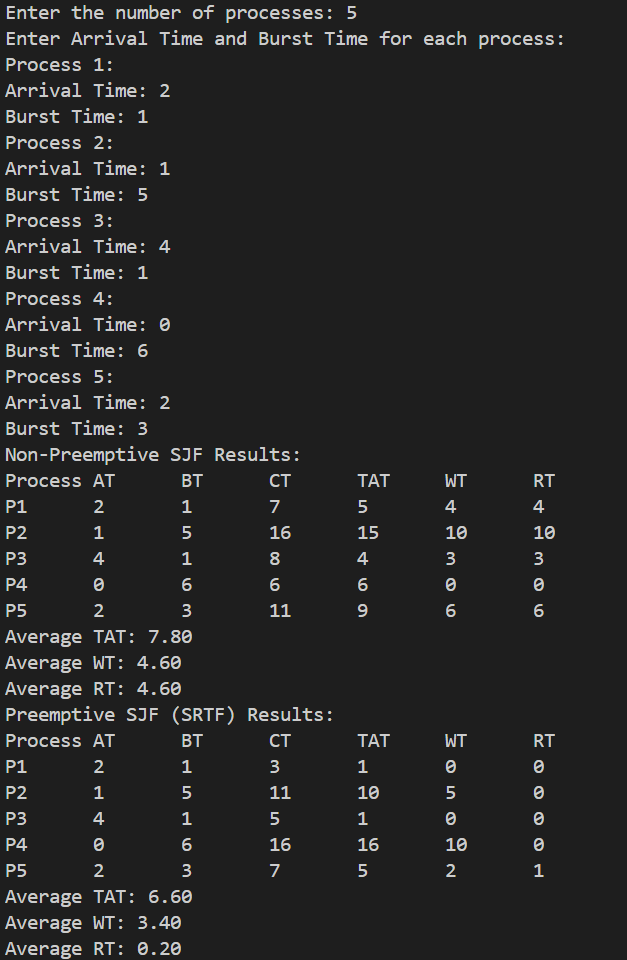 Enter the number of processes: 5
Enter Arrival Time and Burst Time for each process:
Process 1:
Arrival Time: 2
Burst Time: 1
Process 2:
Arrival Time: 1
Burst Time: 5
Process 3:
Arrival Time: 4
Burst Time: 1
Process 4:
Arrival Time: 0
Burst Time: 6
Process 5:
Arrival Time: 2
Burst Time: 3
Non-Preemptive SJF Results:
Process AT BT CT TAT WT RT
P1 2 1 7 5 4 4
P2 1 5 16 15 10 10
P3 4 1 8 4 3 3
P4 0 6 6 6 0 0
P5 2 3 11 9 6 6
Average TAT: 7.80
Average WT: 4.60
Average RT: 4.60
Preemptive SJF (SRTF) Results:
Process AT BT CT TAT WT RT
P1 2 1 3 1 0 0
P2 1 5 11 10 5 0
P3 4 1 5 1 0 0
P4 0 6 16 16 10 0
P5 2 3 7 5 2 1
Average TAT: 6.60
Average WT: 3.40
Average RT: 0.20